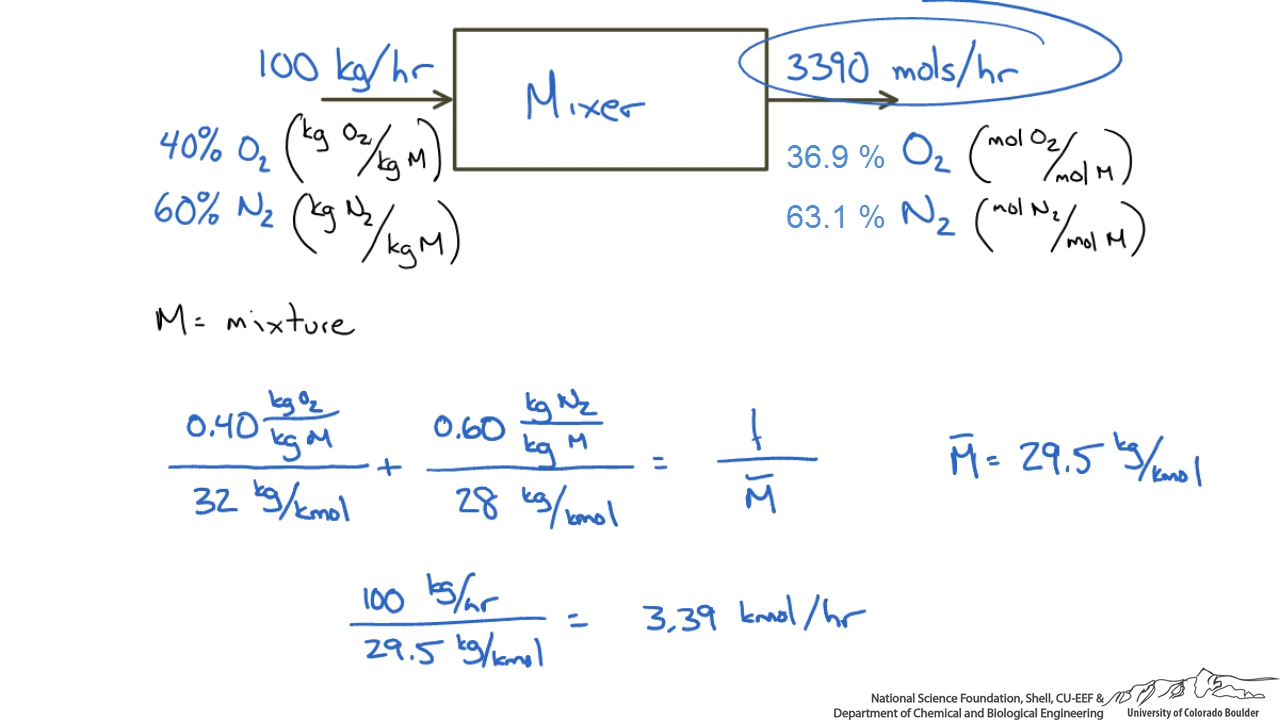 100 kg/hr
Mixer
3390 mols/hr
40% O₂ (kg O₂/kg M)
36.9 % O₂ (mol O₂/mol M)
60% N₂ (kg N₂/kg M)
63.1 % N₂ (mol N₂/mol M)
M = mixture
0.40 kg O₂/kg M / 32 kg/kmol + 0.60 kg N₂/kg M / 28 kg/kmol = 1 / M̄
M̄ = 29.5 kg/kmol
100 kg/hr / 29.5 kg/kmol = 3.39 kmol/hr
National Science Foundation, Shell, CU-EEF &
Department of Chemical and Biological Engineering
University of Colorado Boulder